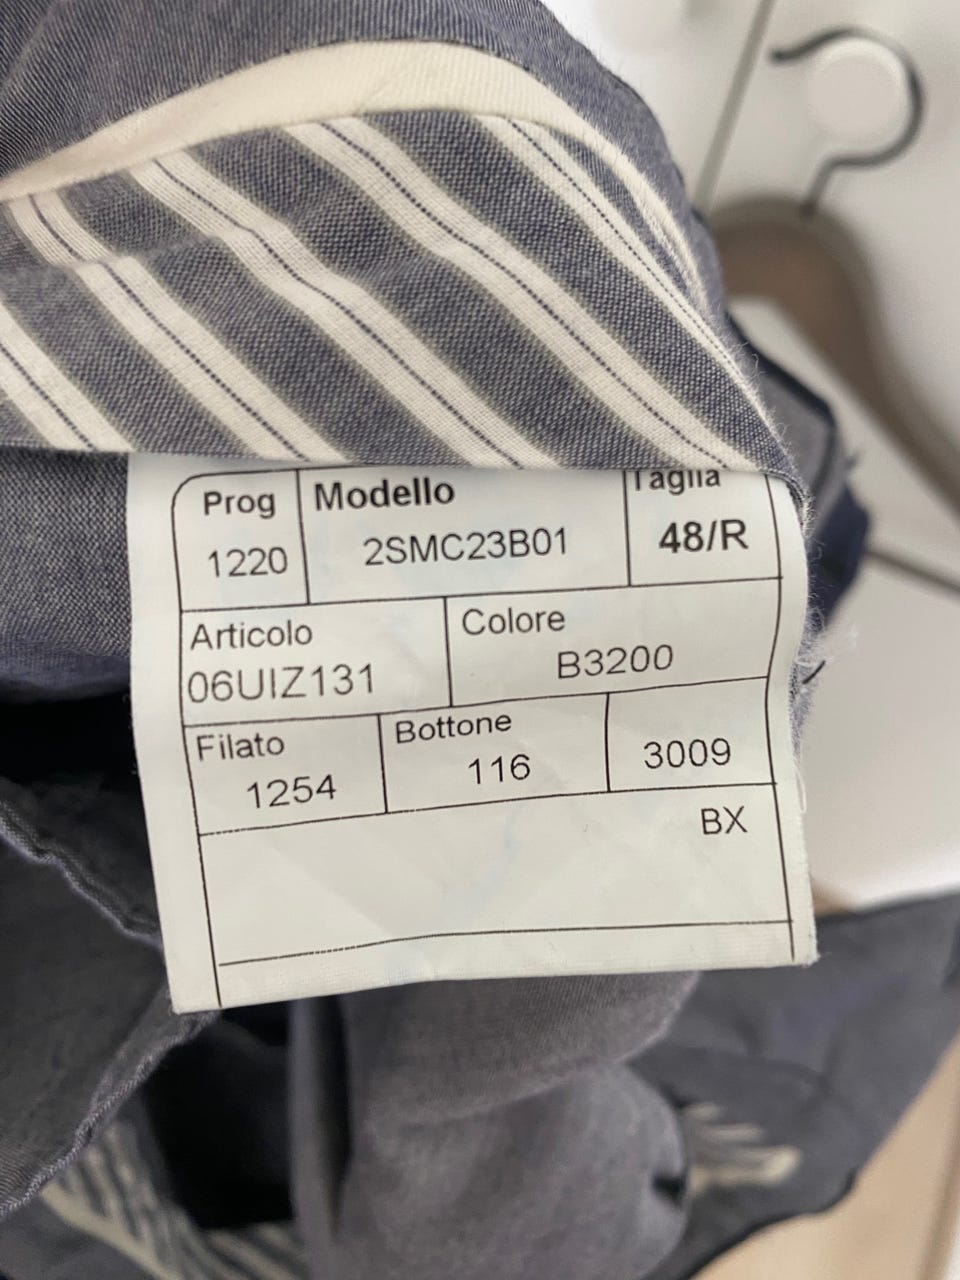 Prog Modello Taglia
1220 2SMC23B01 48/R
Articolo Colore
06UIZ131 B3200
Filato Bottone
1254 116 3009
BX